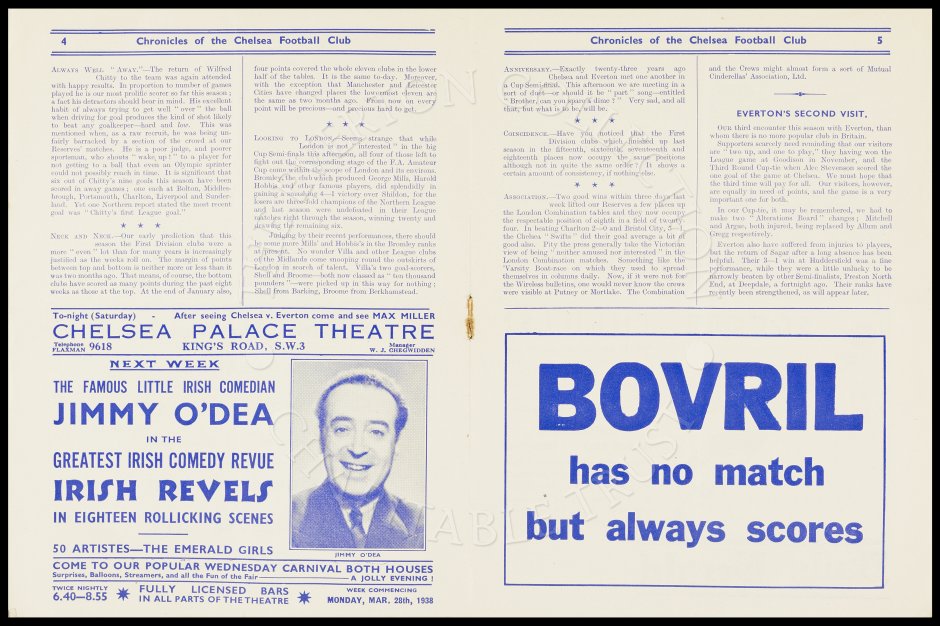 4 Chronicles of the Chelsea Football Club
ALWAYS WELL "AWAY."—The return of Wilfred
Chitty to the team was again attended
with happy results. In proportion to number of games
played he is our most prolific scorer so far this season;
a fact his detractors should bear in mind. His excellent
habit of always trying to get well "over" the ball
when driving for goal produces the kind of shot likely
to beat any goalkeeper—hard and low. This was
mentioned when, as a raw recruit, he was being un-
fairly barracked by a section of the crowd at our
Reserves' matches. He is a poor judge, and poorer
sportsman, who shouts "wake up!" to a player for
not getting to a ball that even an Olympic sprinter
could not possibly reach in time. It is significant that
six out of Chitty's nine goals this season have been
scored in away games; one each at Bolton, Middles-
brough, Portsmouth, Charlton, Liverpool and Sunder-
land. Yet one Northern report stated the most recent
goal was "Chitty's first League goal."
NECK AND NECK.—Our early prediction that this
season the First Division clubs were a
more "even" lot than for many years is increasingly
justified as the weeks roll on. The margin of points
between top and bottom is neither more or less than it
was two months ago. That means, of course, the bottom
clubs have scored as many points during the past eight
weeks as those at the top. At the end of January also,
four points covered the whole eleven clubs in the lower
half of the tables. It is the same to-day. Moreover,
with the exception that Manchester and Leicester
Cities have changed places the lowermost eleven are
the same as two months ago. From now on every
point will be precious—and precious hard to get.
LOOKING TO LONDON.—Seems strange that while
London is not "interested" in the big
Cup Semi-finals this afternoon, all four of those left to
fight out the corresponding stage of the F.A. Amateur
Cup come within the scope of London and its environs.
Bromley, the club which produced George Mills, Harold
Hobbis and other famous players, did splendidly in
gaining a smashing 4—1 victory over Shildon, for the
losers are three-fold champions of the Northern League
and last season were undefeated in their League
matches right through the season, winning twenty and
drawing the remaining six.
Judging by their recent performances, there should
be some more Mills' and Hobbis's in the Bromley ranks
at present. No wonder Villa and other League clubs
of the Midlands come snooping round the outskirts of
London in search of talent. Villa's two goal-scorers,
Shell and Broome—both now classed as "ten thousand
pounders"—were picked up in this way for nothing;
Shell from Barking, Broome from Berkhamstead.
To-night (Saturday) - After seeing Chelsea v. Everton come and see MAX MILLER
CHELSEA PALACE THEATRE
Telephone FLAXMAN 9618 KING'S ROAD, S.W.3 Manager W. J. CHEGWIDDEN
NEXT WEEK
THE FAMOUS LITTLE IRISH COMEDIAN
JIMMY O'DEA
IN THE
GREATEST IRISH COMEDY REVUE
IRISH REVELS
IN EIGHTEEN ROLLICKING SCENES
50 ARTISTES—THE EMERALD GIRLS
JIMMY O'DEA
COME TO OUR POPULAR WEDNESDAY CARNIVAL BOTH HOUSES
Surprises, Balloons, Streamers, and all the Fun of the Fair A JOLLY EVENING!
TWICE NIGHTLY 6.40—8.55 FULLY LICENSED BARS IN ALL PARTS OF THE THEATRE WEEK COMMENCING MONDAY, MAR. 28th, 1938
Chronicles of the Chelsea Football Club 5
ANNIVERSARY.—Exactly twenty-three years ago
Chelsea and Everton met one another in
a Cup Semi-final. This afternoon we are meeting in a
sort of duet—or should it be "part" song—entitled
"Brother, can you spare a dime?" Very sad, and all
that, but what is to be, will be.
COINCIDENCE.—Have you noticed that the First
Division clubs which finished last
season in the fifteenth, sixteenth, seventeenth and
eighteenth places now occupy the same positions
although not in quite the same order? It shows a
certain amount of consistency, if nothing else.
ASSOCIATION.—Two good wins within three days last
week lifted our Reserves a few places up
the London Combination tables and they now occupy
the respectable position of eighth in a field of twenty-
four. In beating Charlton 2—0 and Bristol City, 5—1
the Chelsea "Swifts" did their goal average a bit of
good also. Pity the press generally take the Victorian
view of being "neither amused nor interested" in the
London Combination matches. Something like the
'Varsity Boat-race on which they used to spread
themselves in columns daily. Now, if it were not for
the Wireless bulletins, one would never know the crews
were visible at Putney or Mortlake. The Combination
and the Crews might almost form a sort of Mutual
Cinderellas' Association, Ltd.
EVERTON'S SECOND VISIT,
OUR third encounter this season with Everton, than
whom there is no more popular club in Britain.
Supporters scarcely need reminding that our visitors
are "two up, and one to play," they having won the
League game at Goodison in November, and the
Third Round Cup-tie when Alec Stevenson scored the
one goal of the game at Chelsea. We must hope that
the third time will pay for all. Our visitors, however,
are equally in need of points, and the game is a very
important one for both.
In our Cup-tie, it may be remembered, we had to
make two "Alterations Board" changes; Mitchell
and Argue, both injured, being replaced by Allum and
Gregg respectively.
Everton also have suffered from injuries to players,
but the return of Sagar after a long absence has been
helpful. Their 3—1 win at Huddersfield was a fine
performance, while they were a little unlucky to be
narrowly beaten by other Semi-Finalists, Preston North
End, at Deepdale, a fortnight ago. Their ranks have
recently been strengthened, as will appear later.
BOVRIL
has no match
but always scores